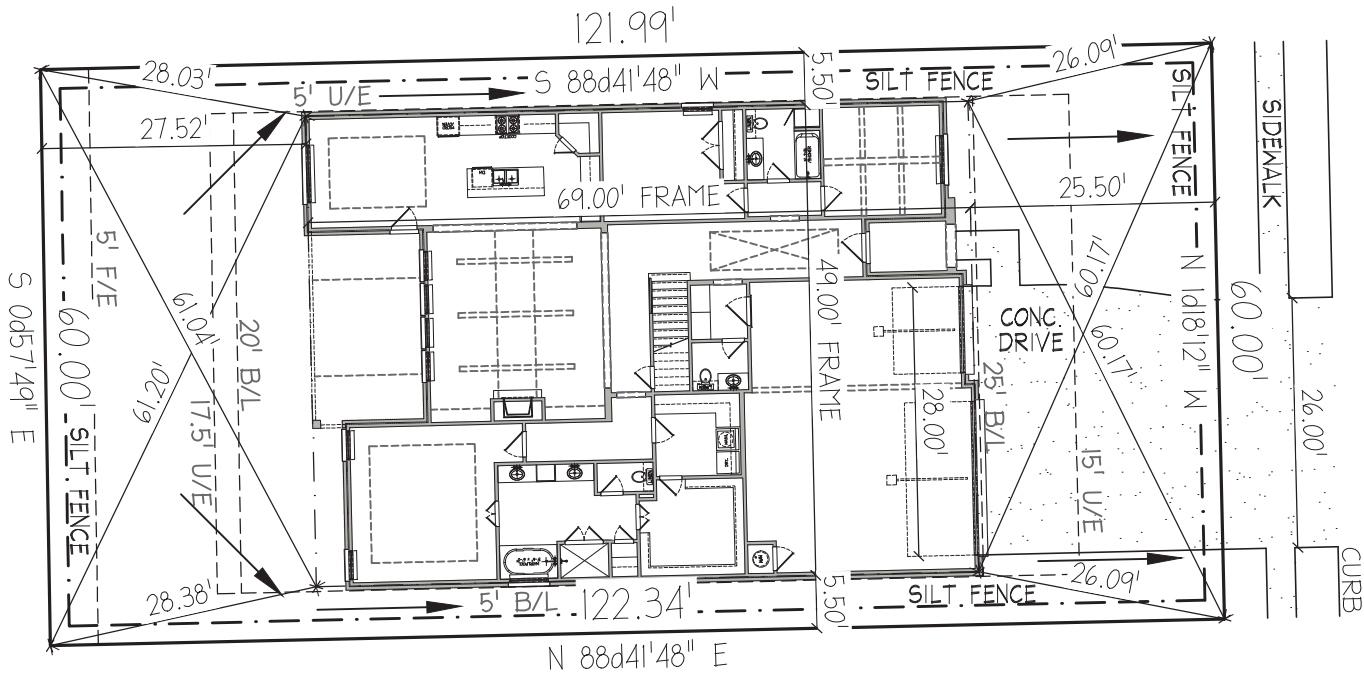 121.99'
S 88d41'48" W
28.03'
5' U/E
5.50'
SILT FENCE
26.09'
SILT FENCE
SIDEWALK
27.52'
69.00' FRAME
25.50'
5' F/E
S 0d57'49" E
60.00'
61.04'
61.20'
20' B/L
17.5' U/E
SILT FENCE
49.00' FRAME
28.00'
CONC.
DRIVE
25' B/L
15' U/E
60.17'
60.17'
N 1d18'12" W
60.00'
26.00'
CURB
28.38'
5' B/L
122.34'
5.50'
SILT FENCE
26.09'
N 88d41'48" E